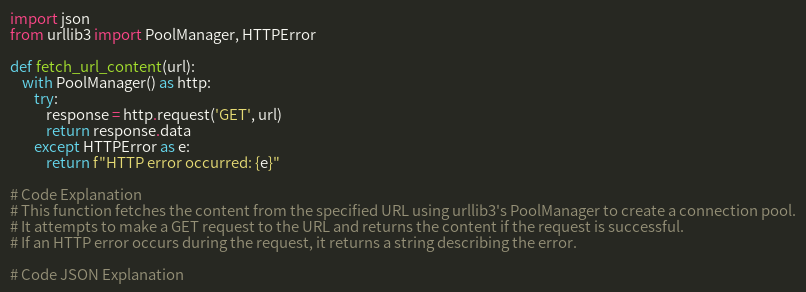 import json
from urllib3 import PoolManager, HTTPError

def fetch_url_content(url):
    with PoolManager() as http:
        try:
            response = http.request('GET', url)
            return response.data
        except HTTPError as e:
            return f"HTTP error occurred: {e}"

# Code Explanation
# This function fetches the content from the specified URL using urllib3's PoolManager to create a connection pool.
# It attempts to make a GET request to the URL and returns the content if the request is successful.
# If an HTTP error occurs during the request, it returns a string describing the error.

# Code JSON Explanation